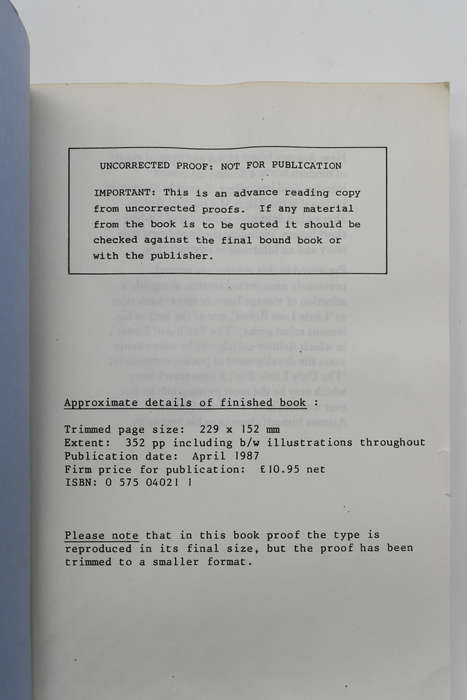 UNCORRECTED PROOF: NOT FOR PUBLICATION
IMPORTANT: This is an advance reading copy
from uncorrected proofs. If any material
from the book is to be quoted it should be
checked against the final bound book or
with the publisher.
Approximate details of finished book :
Trimmed page size: 229 x 152 mm
Extent: 352 pp including b/w illustrations throughout
Publication date: April 1987
Firm price for publication: £10.95 net
ISBN: 0 575 04021 1
Please note that in this book proof the type is
reproduced in its final size, but the proof has been
trimmed to a smaller format.